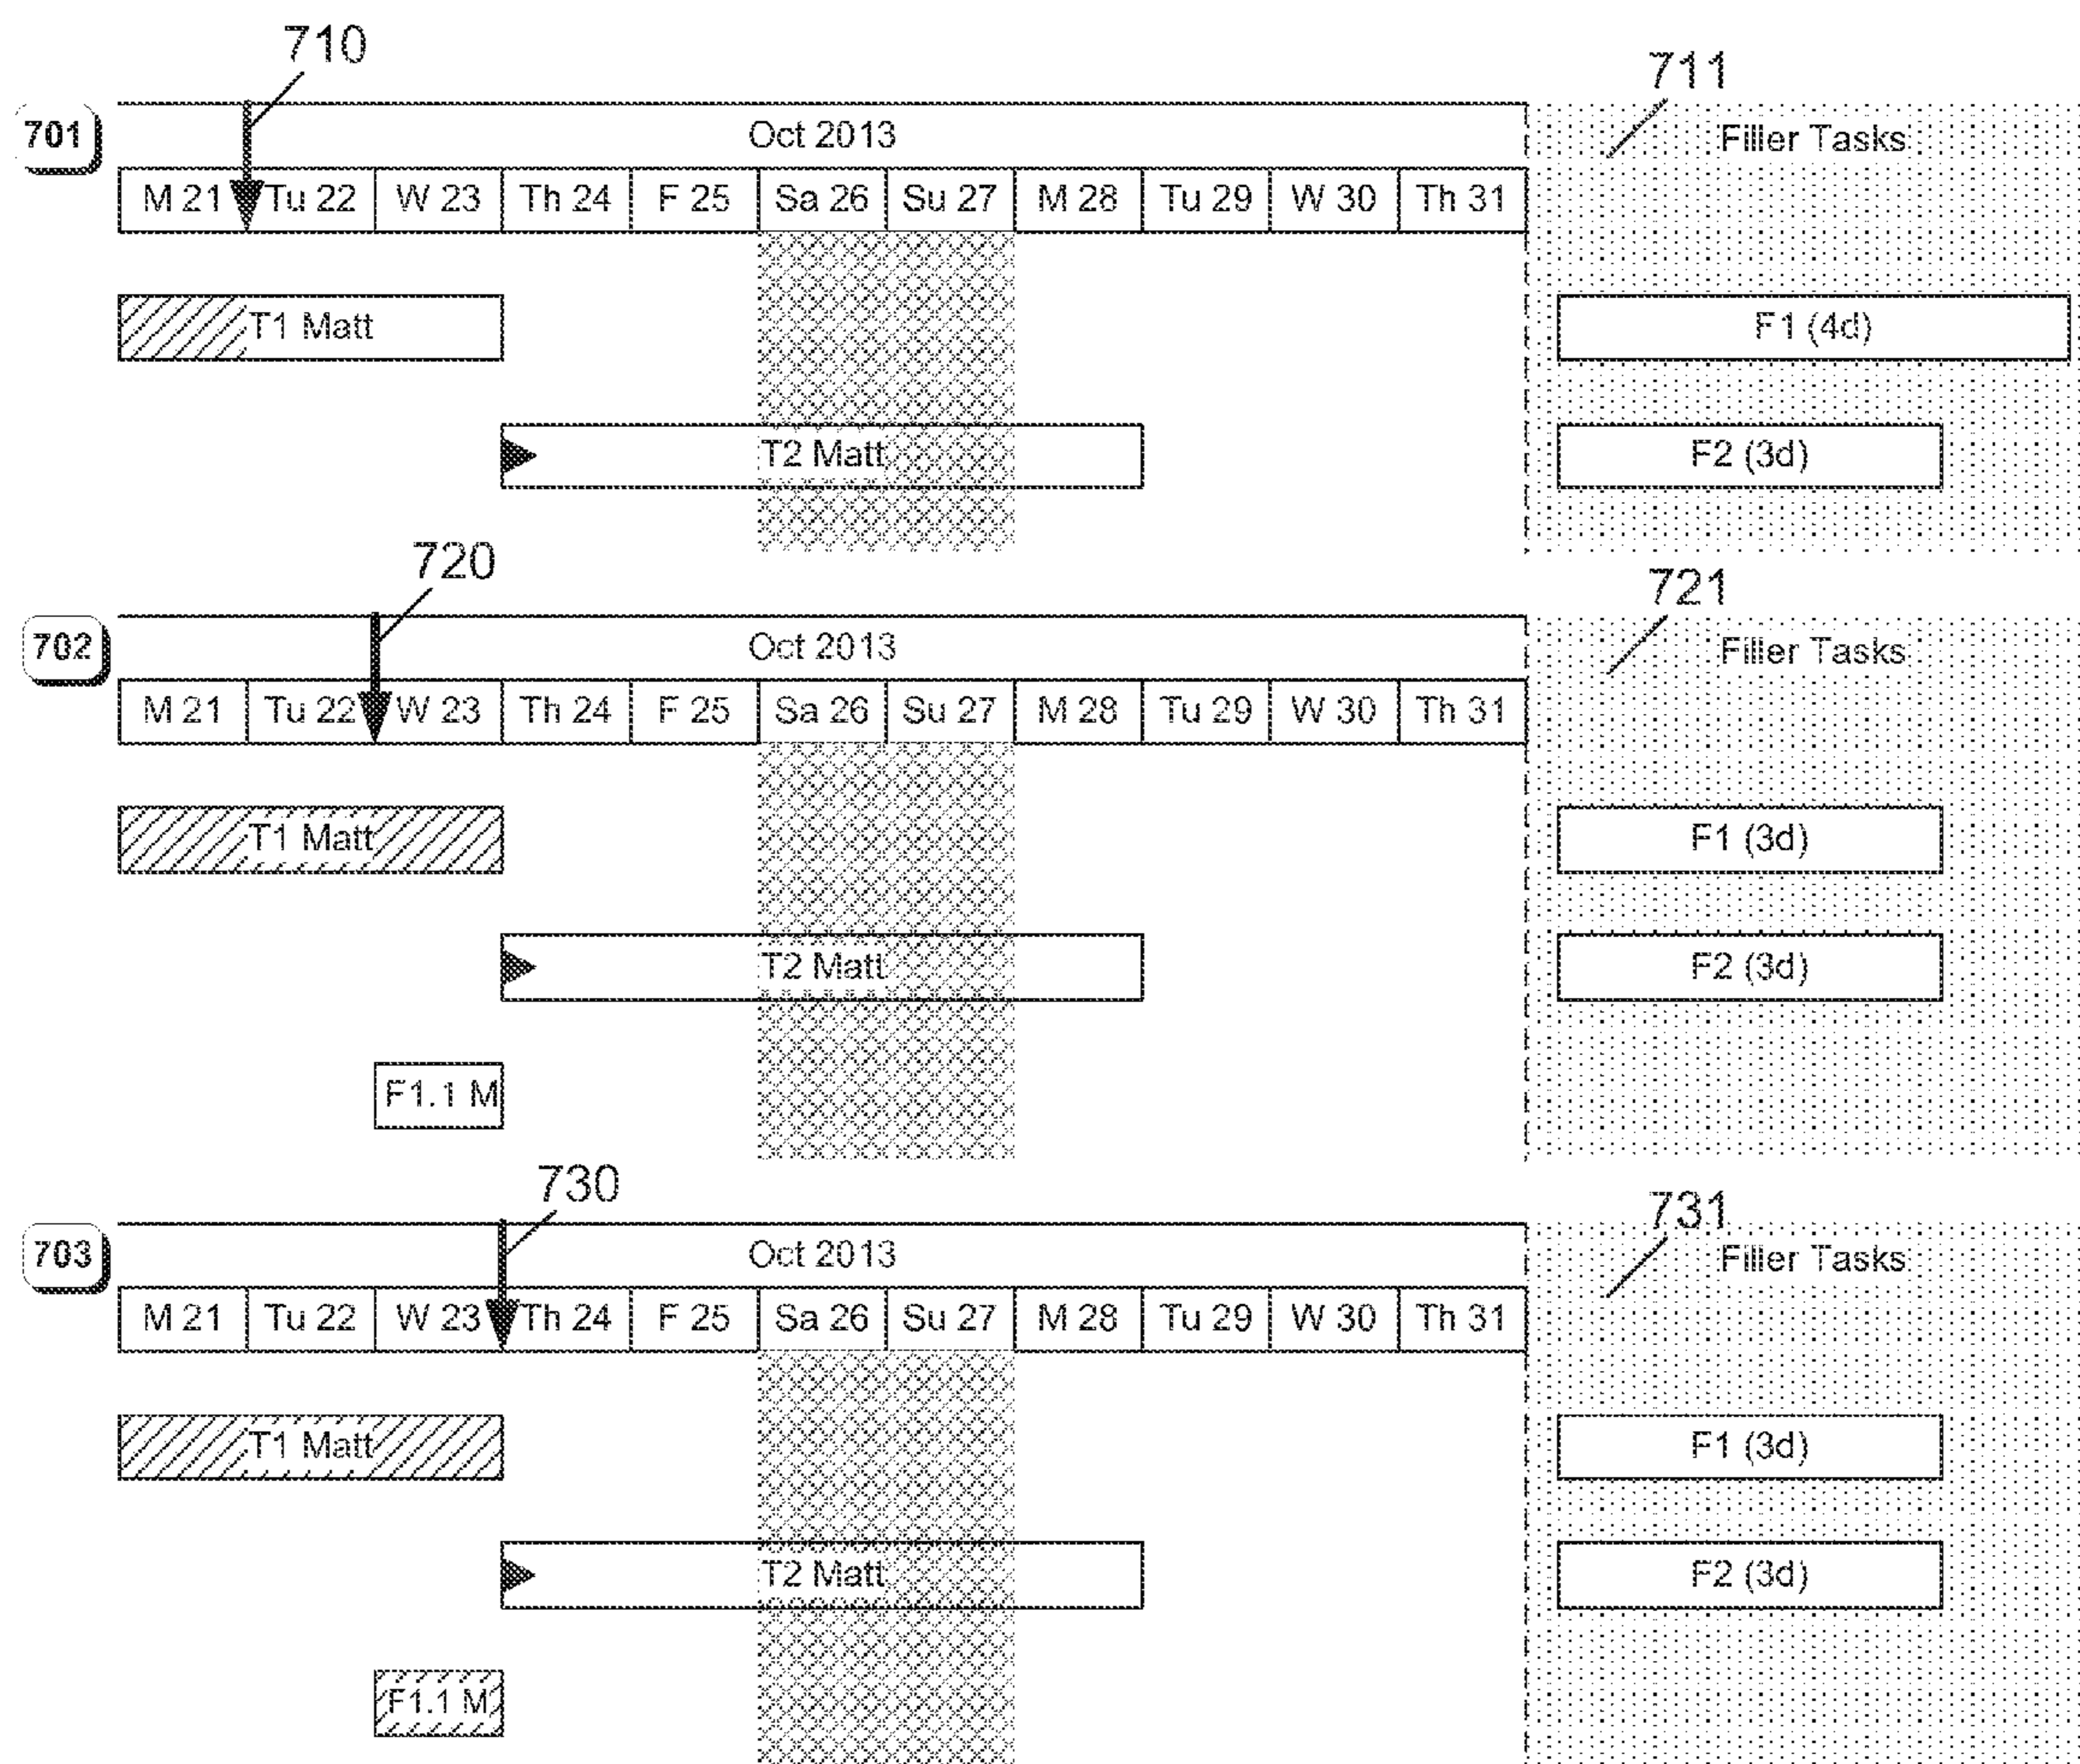 710
711
701
Oct 2013
Filler Tasks
M 21 Tu 22 W 23 Th 24 F 25 Sa 26 Su 27 M 28 Tu 29 W 30 Th 31
T1 Matt
F1 (4d)
T2 Matt
F2 (3d)
720
721
702
Oct 2013
Filler Tasks
M 21 Tu 22 W 23 Th 24 F 25 Sa 26 Su 27 M 28 Tu 29 W 30 Th 31
T1 Matt
F1 (3d)
T2 Matt
F2 (3d)
F1.1 M
730
731
703
Oct 2013
Filler Tasks
M 21 Tu 22 W 23 Th 24 F 25 Sa 26 Su 27 M 28 Tu 29 W 30 Th 31
T1 Matt
F1 (3d)
T2 Matt
F2 (3d)
F1.1 M